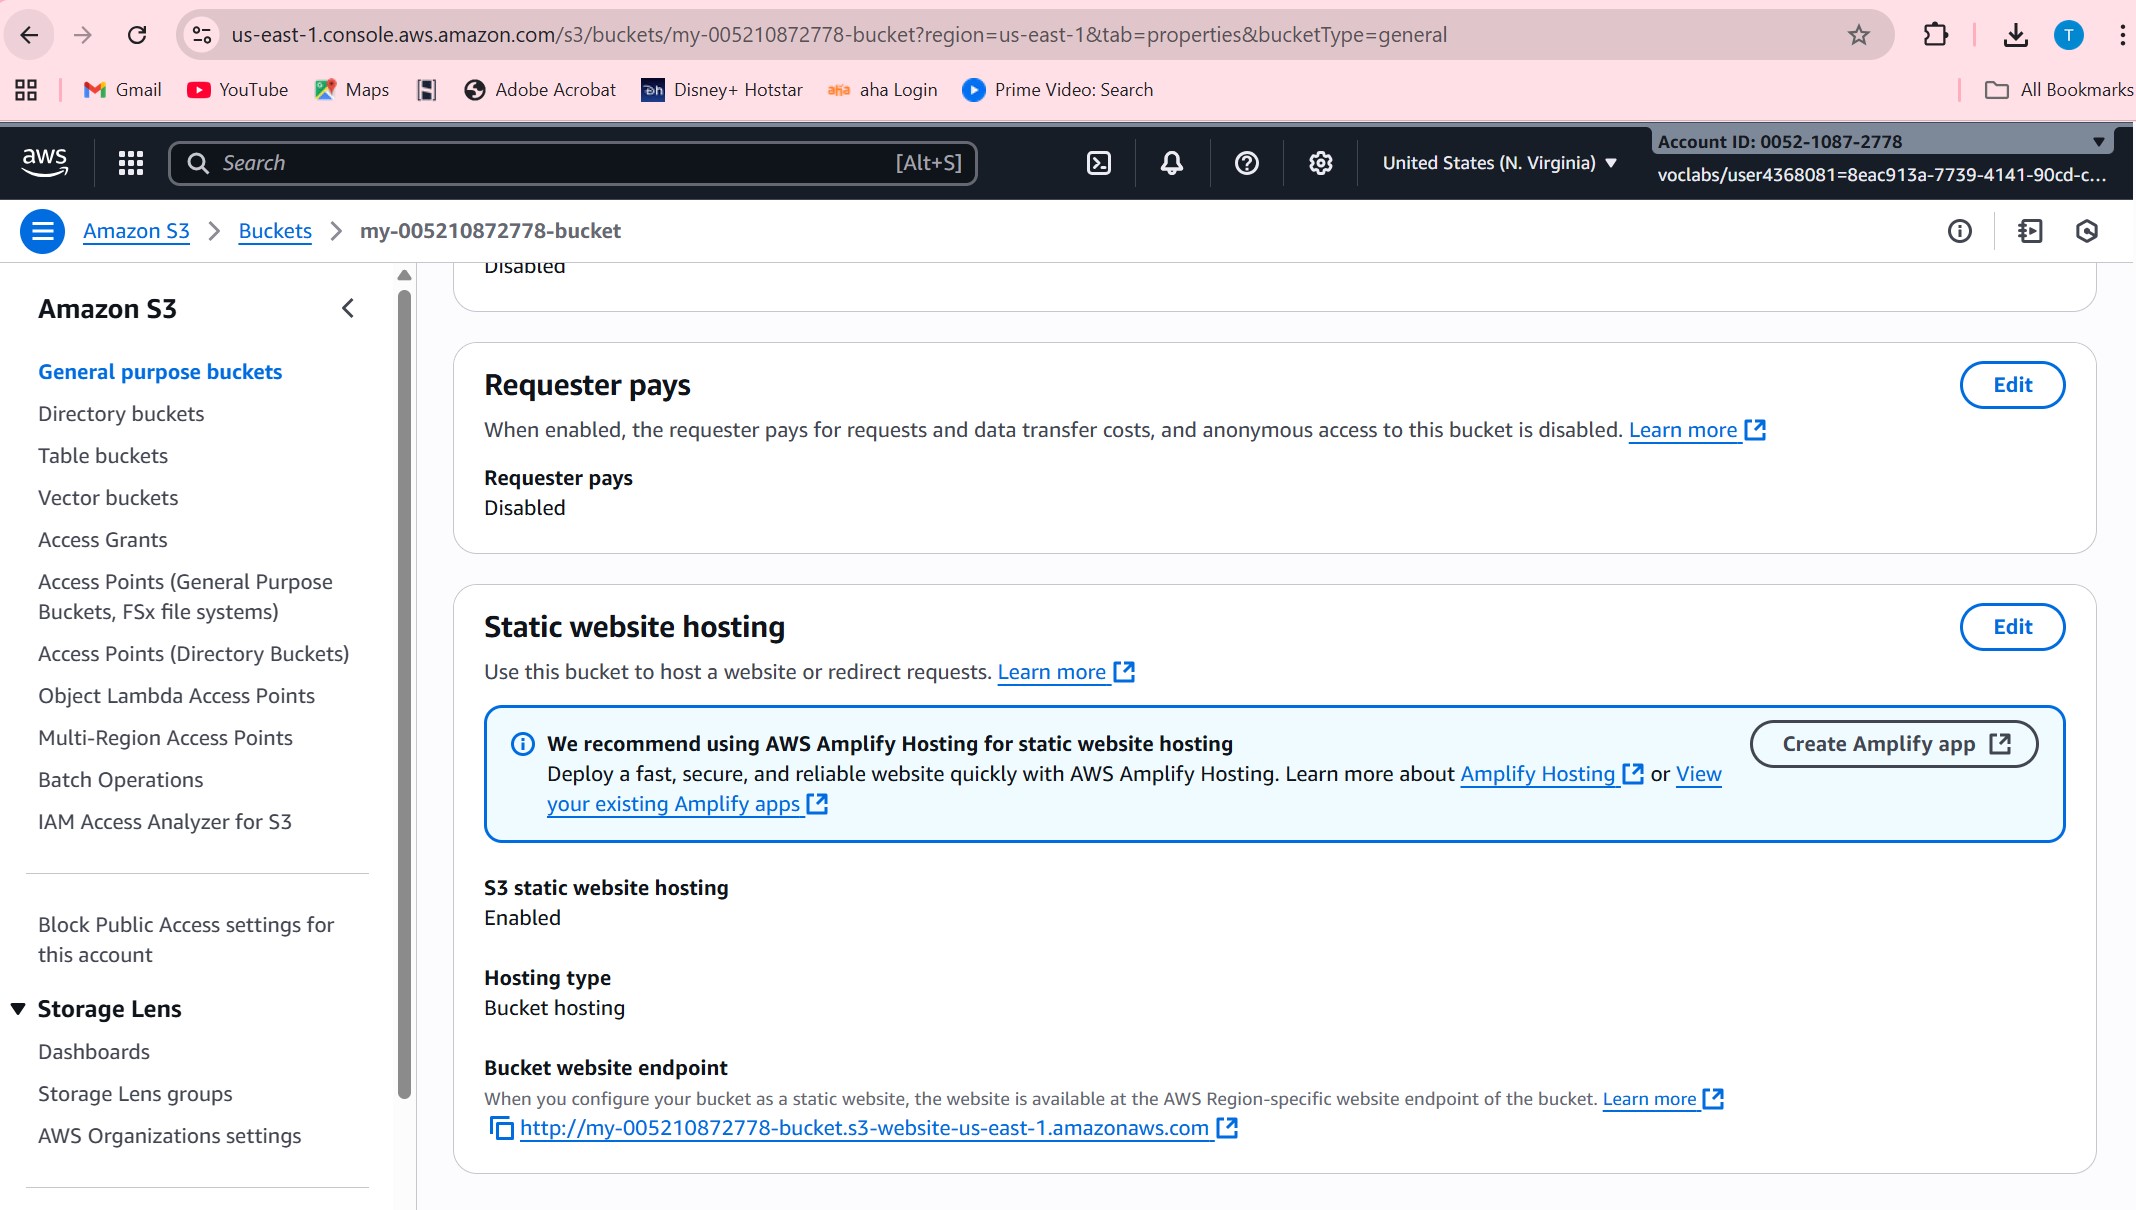 us-east-1.console.aws.amazon.com/s3/buckets/my-005210872778-bucket?region=us-east-1&tab=properties&bucketType=general
T
Gmail
YouTube
Maps
Adobe Acrobat
Disney+ Hotstar
aha Login
Prime Video: Search
All Bookmarks
aws
Search
[Alt+S]
United States (N. Virginia)
Account ID: 0052-1087-2778
voclabs/user4368081=8eac913a-7739-4141-90cd-c...
Amazon S3
Buckets
my-005210872778-bucket
Amazon S3
General purpose buckets
Directory buckets
Table buckets
Vector buckets
Access Grants
Access Points (General Purpose
Buckets, FSx file systems)
Access Points (Directory Buckets)
Object Lambda Access Points
Multi-Region Access Points
Batch Operations
IAM Access Analyzer for S3
Block Public Access settings for
this account
Storage Lens
Dashboards
Storage Lens groups
AWS Organizations settings
Disabled
Requester pays
Edit
When enabled, the requester pays for requests and data transfer costs, and anonymous access to this bucket is disabled. Learn more
Requester pays
Disabled
Static website hosting
Edit
Use this bucket to host a website or redirect requests. Learn more
We recommend using AWS Amplify Hosting for static website hosting
Deploy a fast, secure, and reliable website quickly with AWS Amplify Hosting. Learn more about Amplify Hosting or View
your existing Amplify apps
Create Amplify app
S3 static website hosting
Enabled
Hosting type
Bucket hosting
Bucket website endpoint
When you configure your bucket as a static website, the website is available at the AWS Region-specific website endpoint of the bucket. Learn more
http://my-005210872778-bucket.s3-website-us-east-1.amazonaws.com